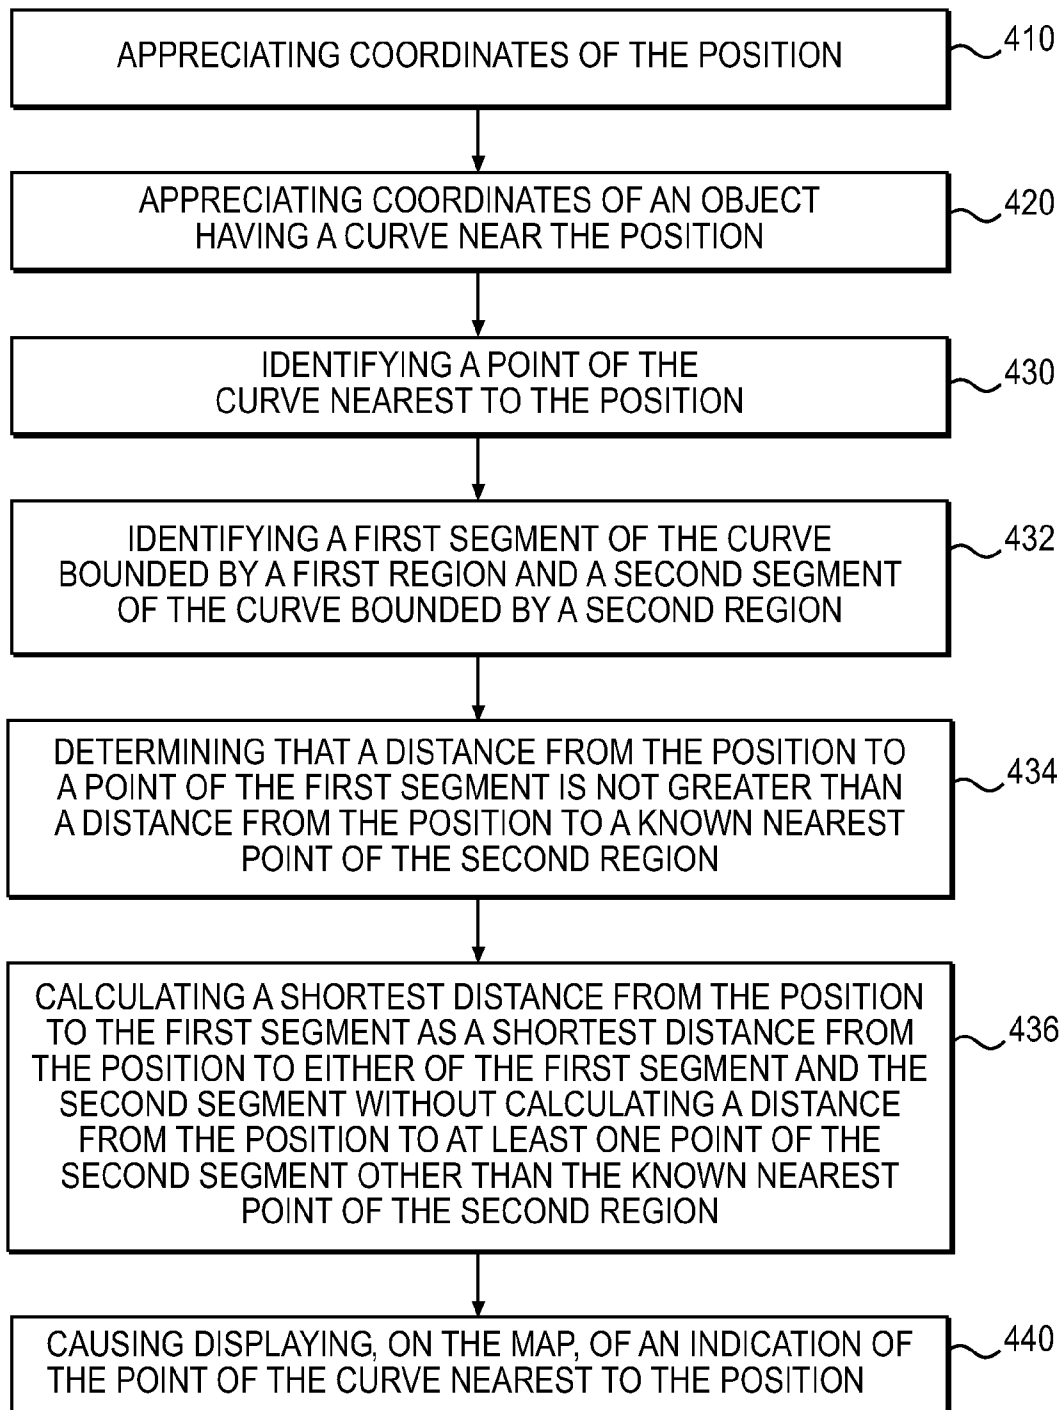 APPRECIATING COORDINATES OF THE POSITION
410
APPRECIATING COORDINATES OF AN OBJECT
HAVING A CURVE NEAR THE POSITION
420
IDENTIFYING A POINT OF THE
CURVE NEAREST TO THE POSITION
430
IDENTIFYING A FIRST SEGMENT OF THE CURVE
BOUNDED BY A FIRST REGION AND A SECOND SEGMENT
OF THE CURVE BOUNDED BY A SECOND REGION
432
DETERMINING THAT A DISTANCE FROM THE POSITION TO
A POINT OF THE FIRST SEGMENT IS NOT GREATER THAN
A DISTANCE FROM THE POSITION TO A KNOWN NEAREST
POINT OF THE SECOND REGION
434
CALCULATING A SHORTEST DISTANCE FROM THE POSITION
TO THE FIRST SEGMENT AS A SHORTEST DISTANCE FROM
THE POSITION TO EITHER OF THE FIRST SEGMENT AND THE
SECOND SEGMENT WITHOUT CALCULATING A DISTANCE
FROM THE POSITION TO AT LEAST ONE POINT OF THE
SECOND SEGMENT OTHER THAN THE KNOWN NEAREST
POINT OF THE SECOND REGION
436
CAUSING DISPLAYING, ON THE MAP, OF AN INDICATION OF
THE POINT OF THE CURVE NEAREST TO THE POSITION
440